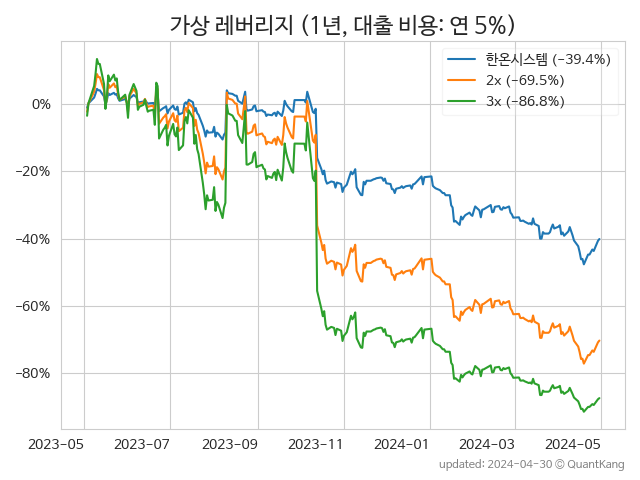 가상 레버리지 (1년, 대출 비용: 연 5%)
한온시스템 (−39.4%)
2x (−69.5%)
3x (−86.8%)
0%
−20%
−40%
−60%
−80%
2023-05 2023-07 2023-09 2023-11 2024-01 2024-03 2024-05
updated: 2024-04-30 © QuantKang